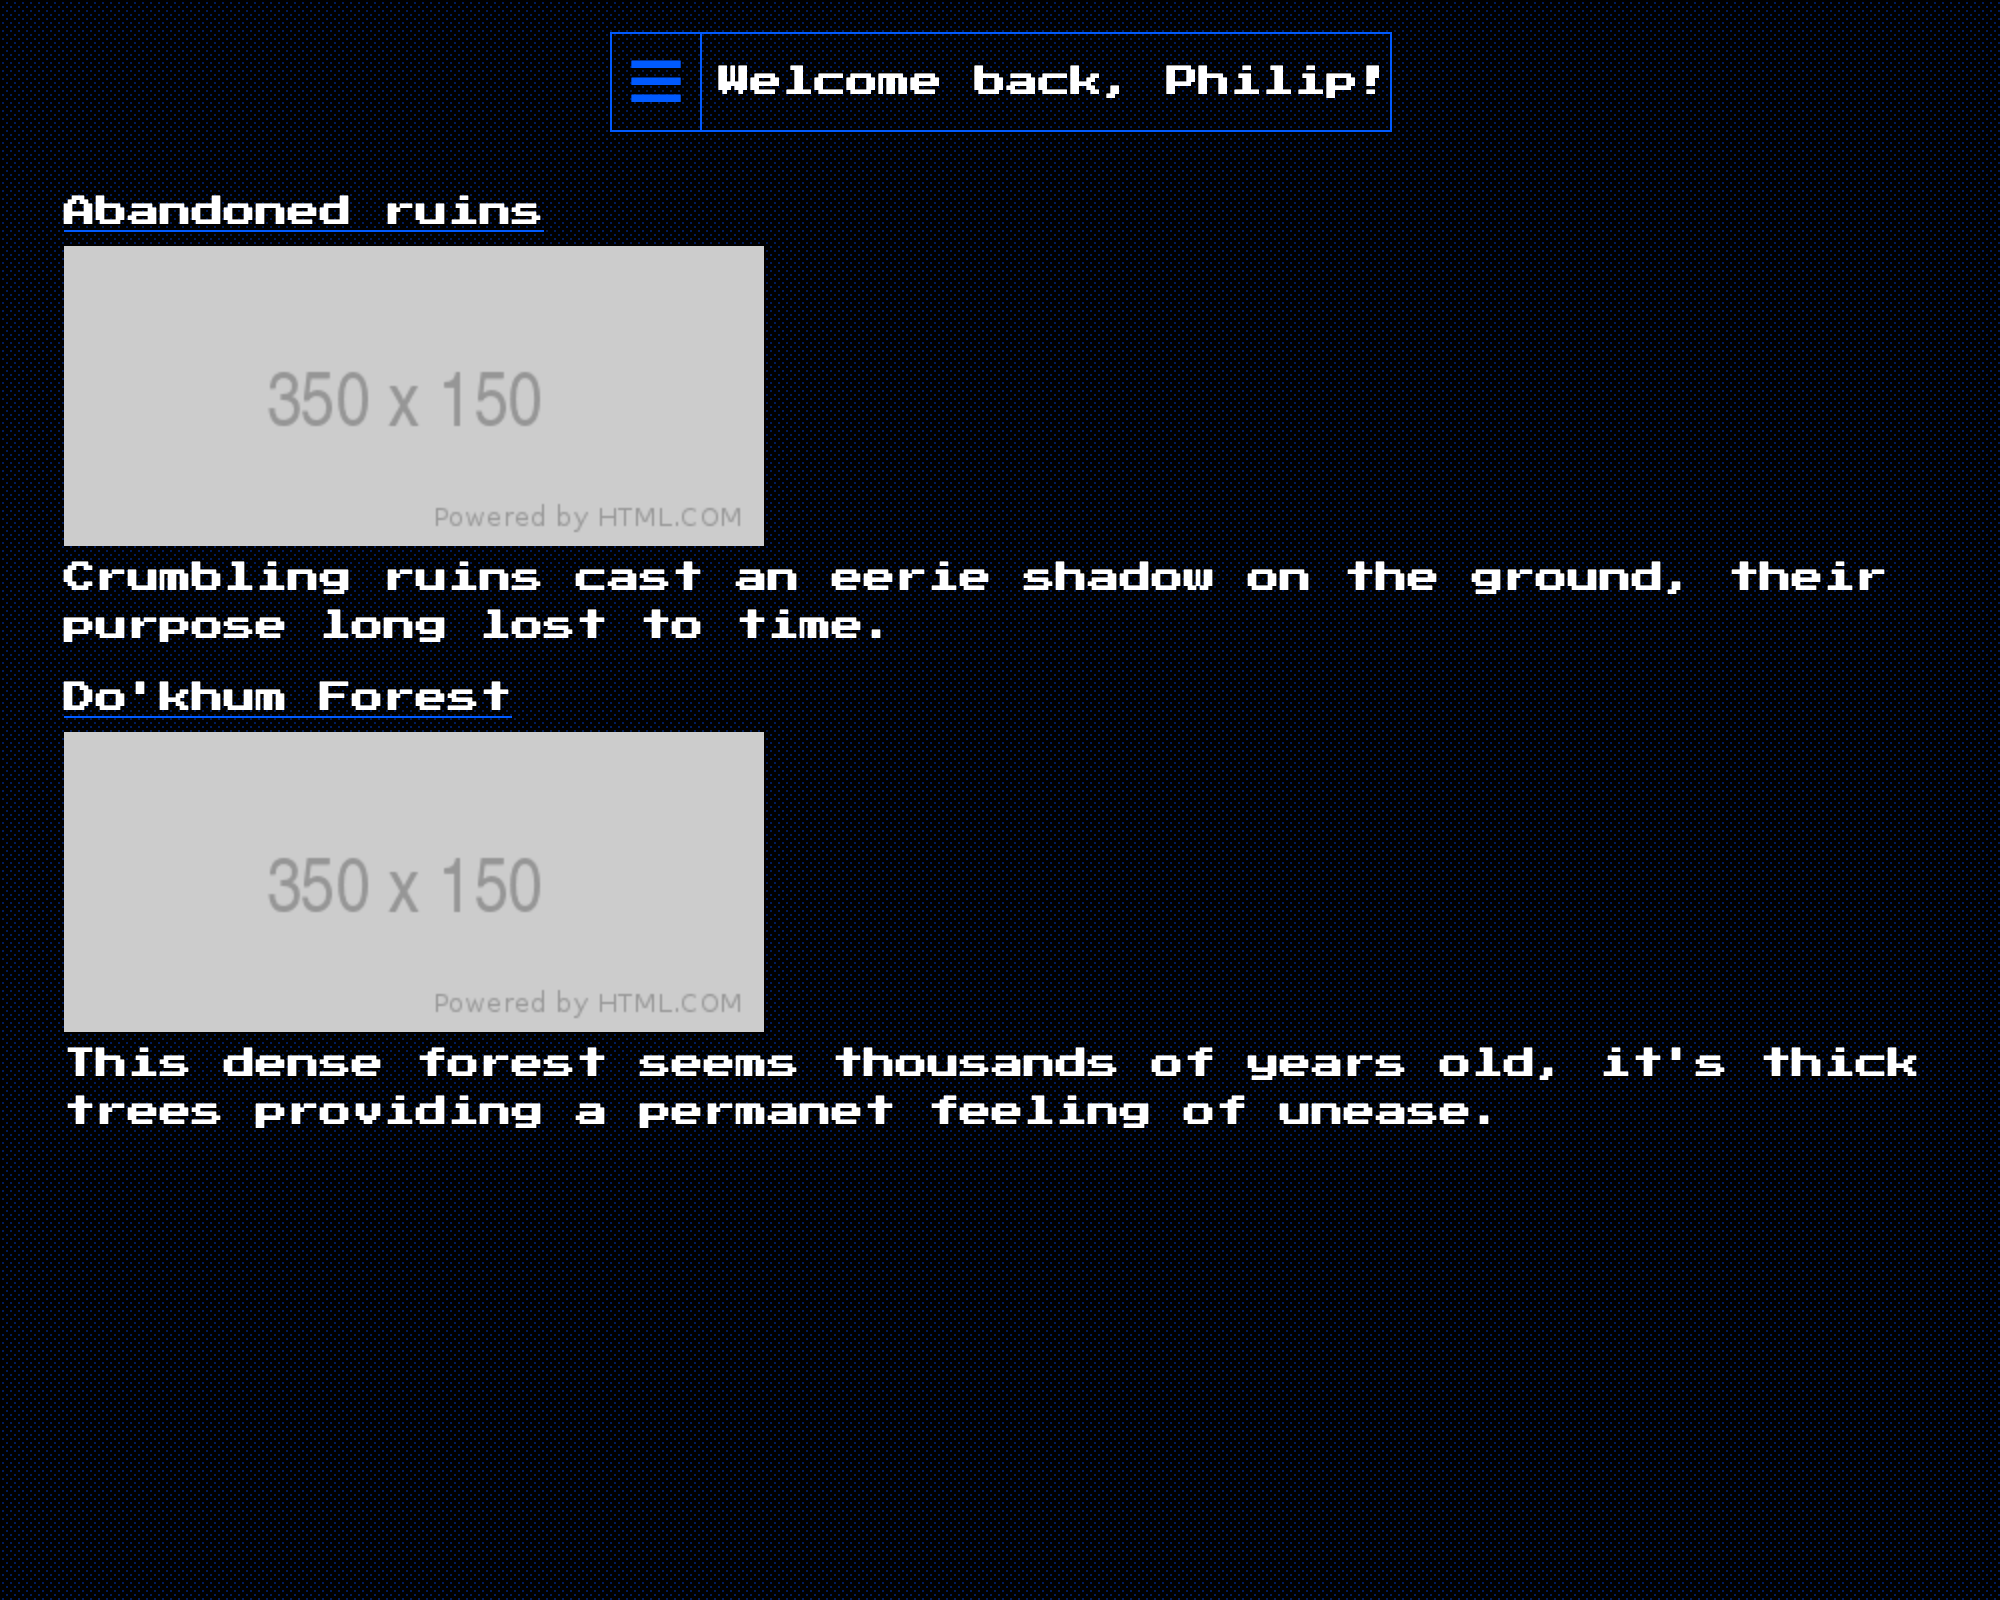 Welcome back, Philip!
Abandoned ruins
350 x 150
Powered by HTML.COM
Crumbling ruins cast an eerie shadow on the ground, their
purpose long lost to time.
Do'khum Forest
350 x 150
Powered by HTML.COM
This dense forest seems thousands of years old, it's thick
trees providing a permanet feeling of unease.